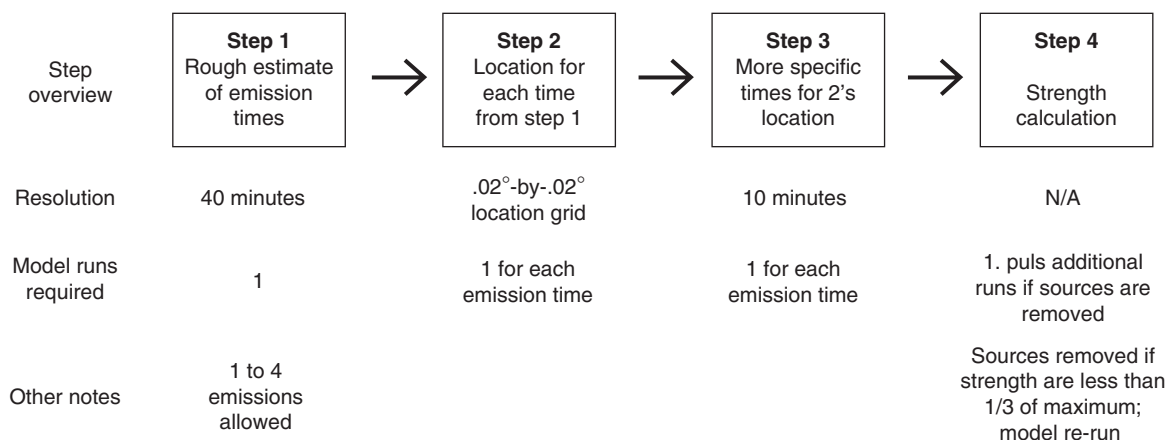 Step
overview
Step 1
Rough estimate
of emission
times
Step 2
Location for
each time
from step 1
Step 3
More specific
times for 2's
location
Step 4
Strength
calculation
Resolution
40 minutes
.02°-by-.02°
location grid
10 minutes
N/A
Model runs
required
1
1 for each
emission time
1 for each
emission time
1. puls additional
runs if sources are
removed
Other notes
1 to 4
emissions
allowed
Sources removed if
strength are less than
1/3 of maximum;
model re-run